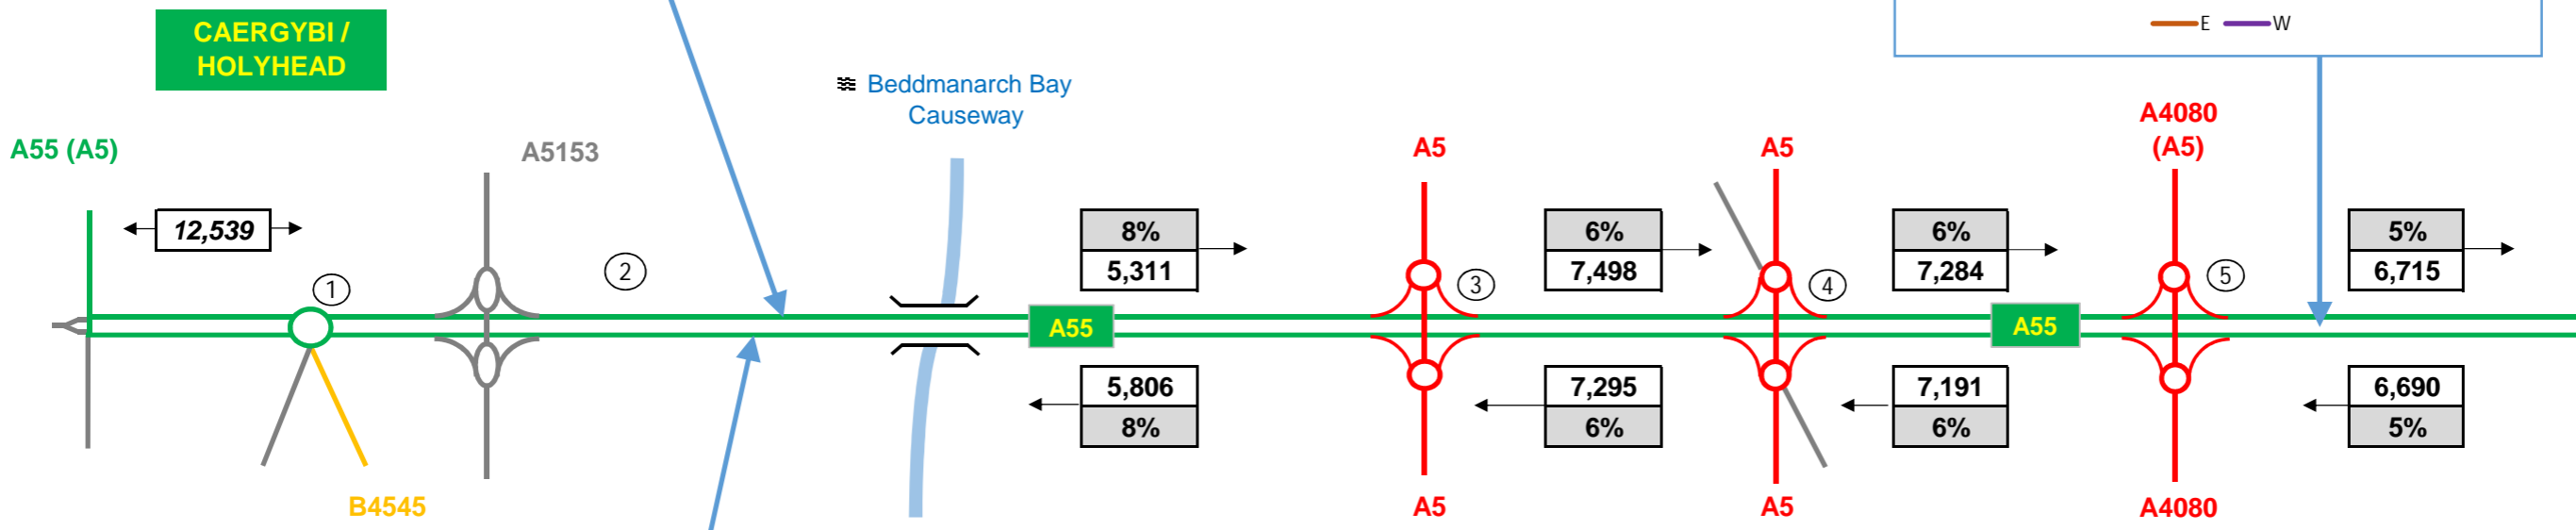 E W
CAERGYBI /
HOLYHEAD
Beddmanarch Bay
Causeway
A55 (A5)
A5153
A5
A5
A4080
(A5)
12,539
8%
5,311
6%
7,498
6%
7,284
5%
6,715
1
2
3
4
5
A55
A55
5,806
8%
7,295
6%
7,191
6%
6,690
5%
B4545
A5
A5
A4080